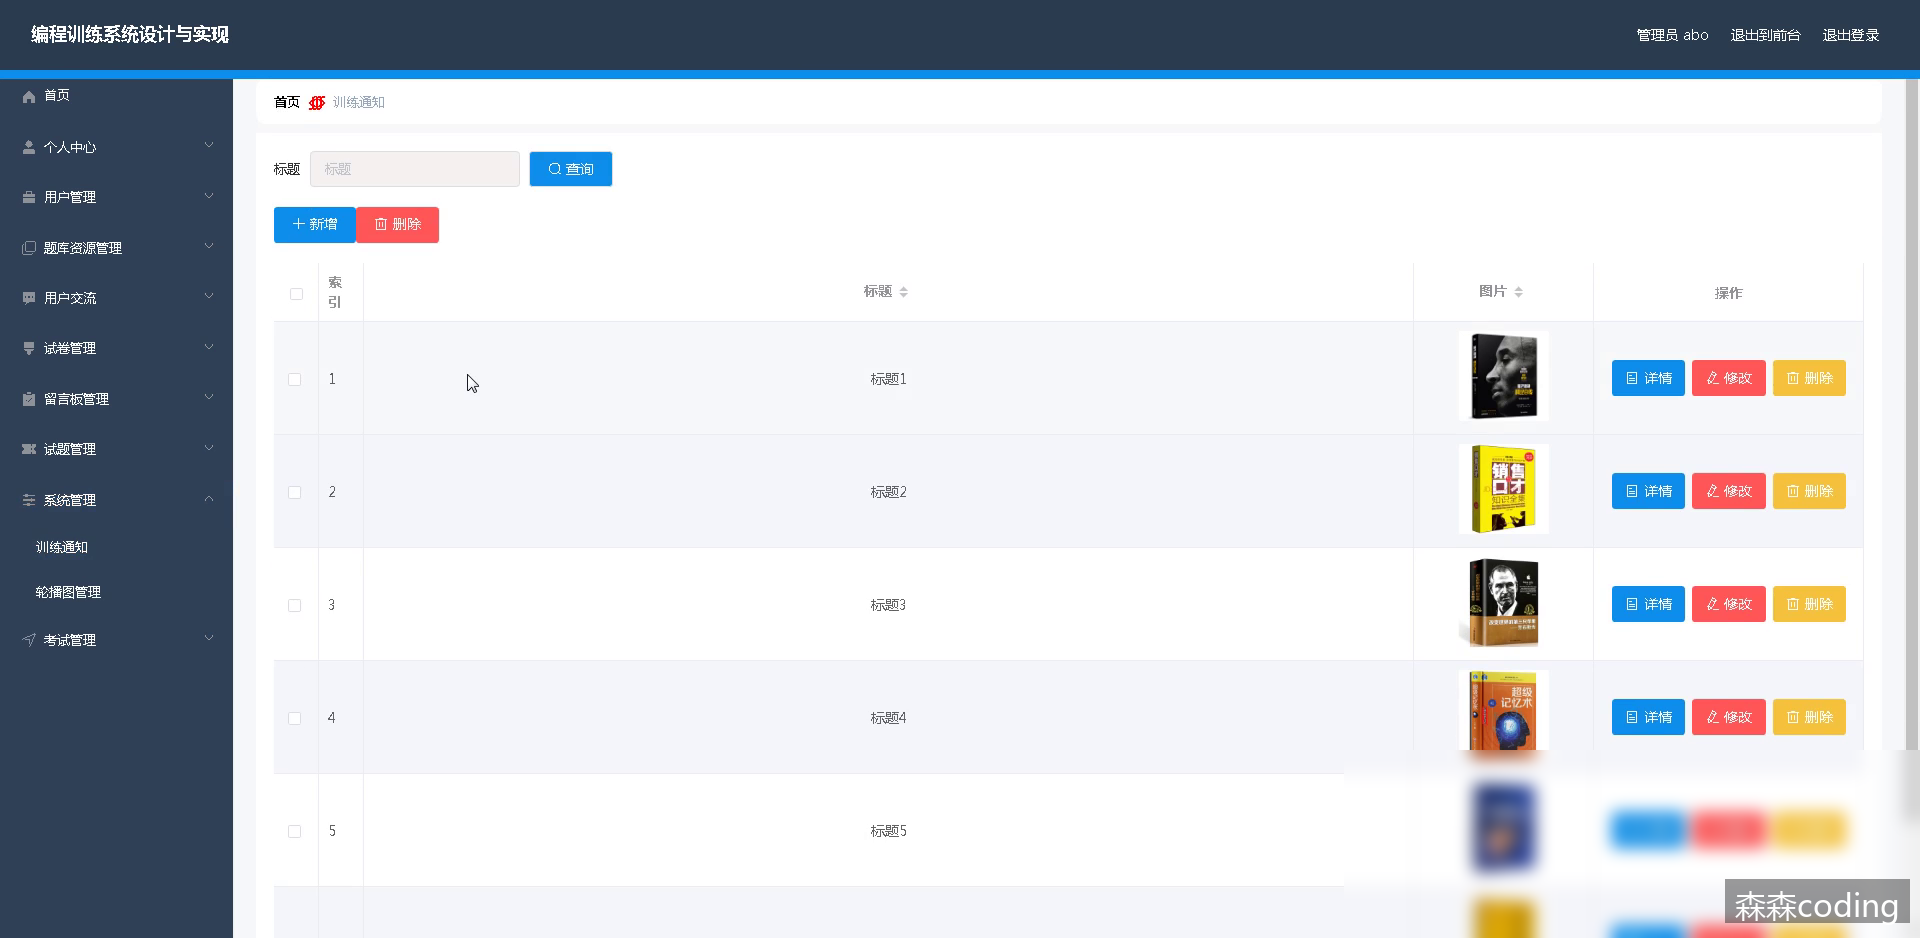 编程训练系统设计与实现
管理员 abo 退出到前台 退出登录
首页
个人中心
用户管理
题库资源管理
用户交流
试卷管理
留言板管理
试题管理
系统管理
训练通知
轮播图管理
考试管理
首页 训练通知
标题 标题 查询
新增 删除
索引 标题 图片 操作
1 标题1 详情 修改 删除
2 标题2 详情 修改 删除
销售
口才
知识全集
3 标题3 详情 修改 删除
4 标题4 详情 修改 删除
超级
记忆术
5 标题5
森森coding